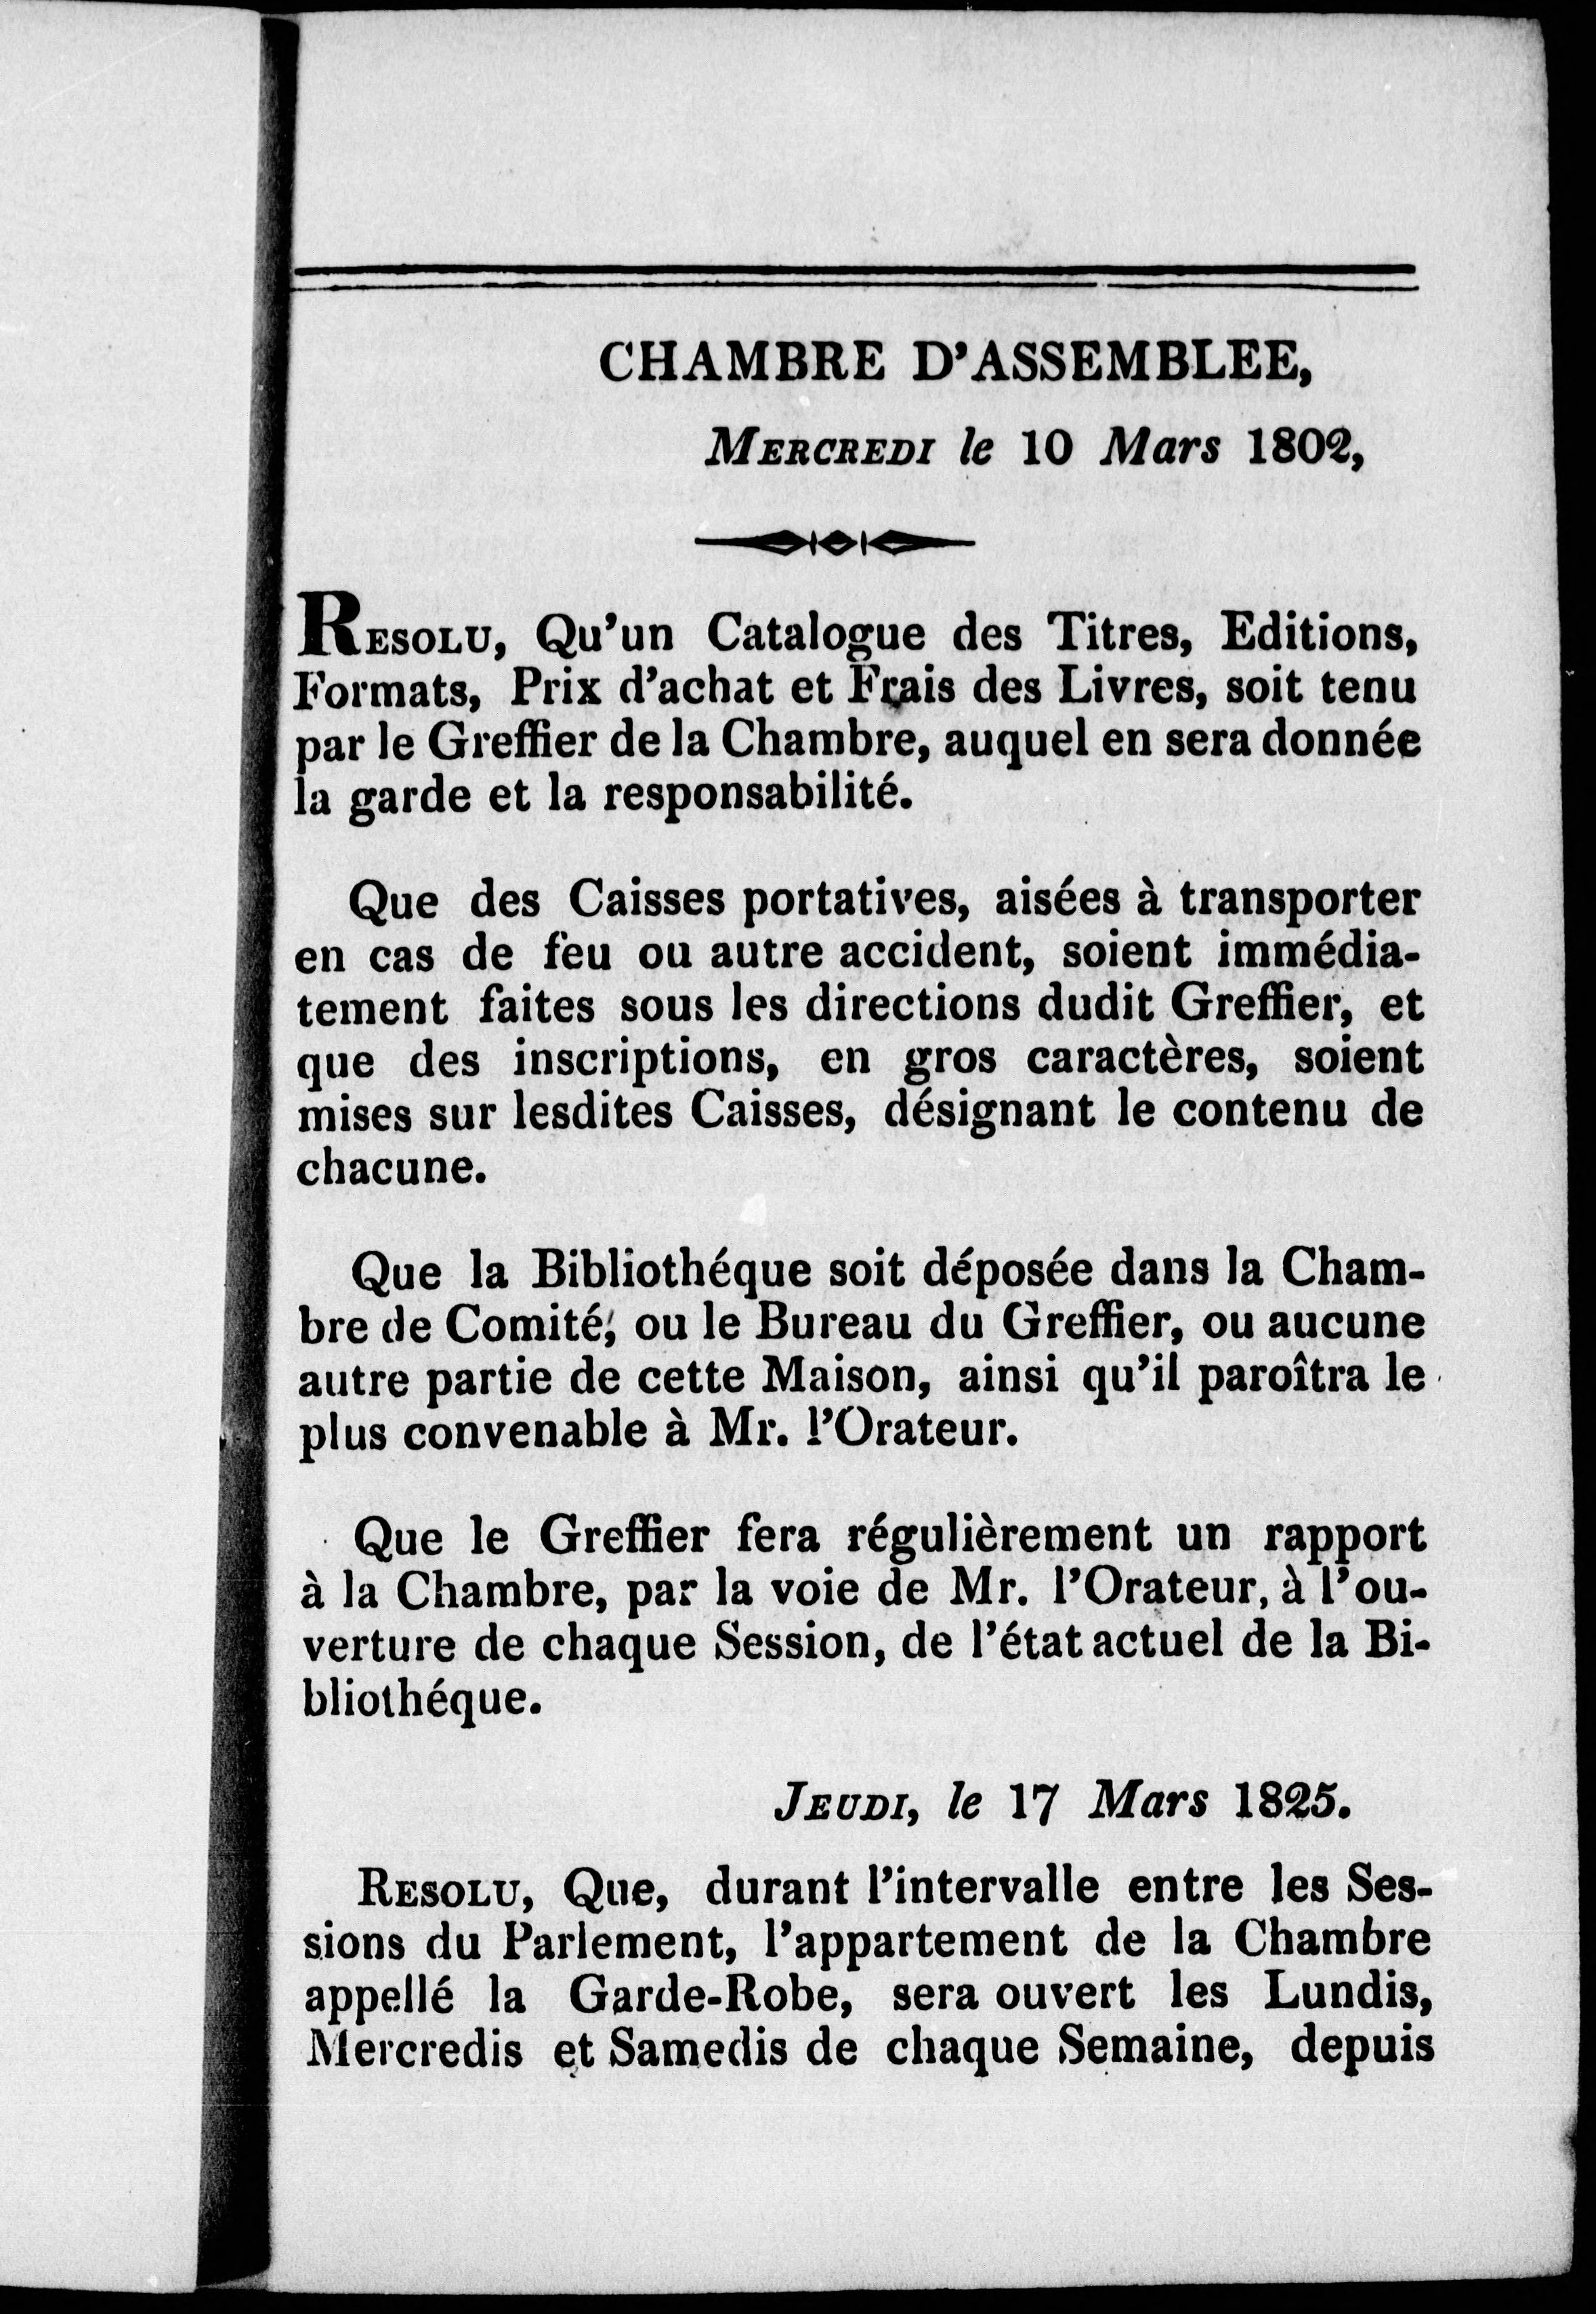 CHAMBRE D'ASSEMBLEE,
MERCREDI le 10 Mars 1802,
RESOLU, Qu'un Catalogue des Titres, Editions,
Formats, Prix d'achat et Frais des Livres, soit tenu
par le Greffier de la Chambre, auquel en sera donnée
la garde et la responsabilité.
Que des Caisses portatives, aisées à transporter
en cas de feu ou autre accident, soient immédia-
tement faites sous les directions dudit Greffier, et
que des inscriptions, en gros caractères, soient
mises sur lesdites Caisses, désignant le contenu de
chacune.
Que la Bibliothéque soit déposée dans la Cham-
bre de Comité, ou le Bureau du Greffier, ou aucune
autre partie de cette Maison, ainsi qu'il paroîtra le
plus convenable à Mr. l'Orateur.
Que le Greffier fera régulièrement un rapport
à la Chambre, par la voie de Mr. l'Orateur, à l'ou-
verture de chaque Session, de l'état actuel de la Bi-
bliothéque.
JEUDI, le 17 Mars 1825.
RESOLU, Que, durant l'intervalle entre les Ses-
sions du Parlement, l'appartement de la Chambre
appellé la Garde-Robe, sera ouvert les Lundis,
Mercredis et Samedis de chaque Semaine, depuis